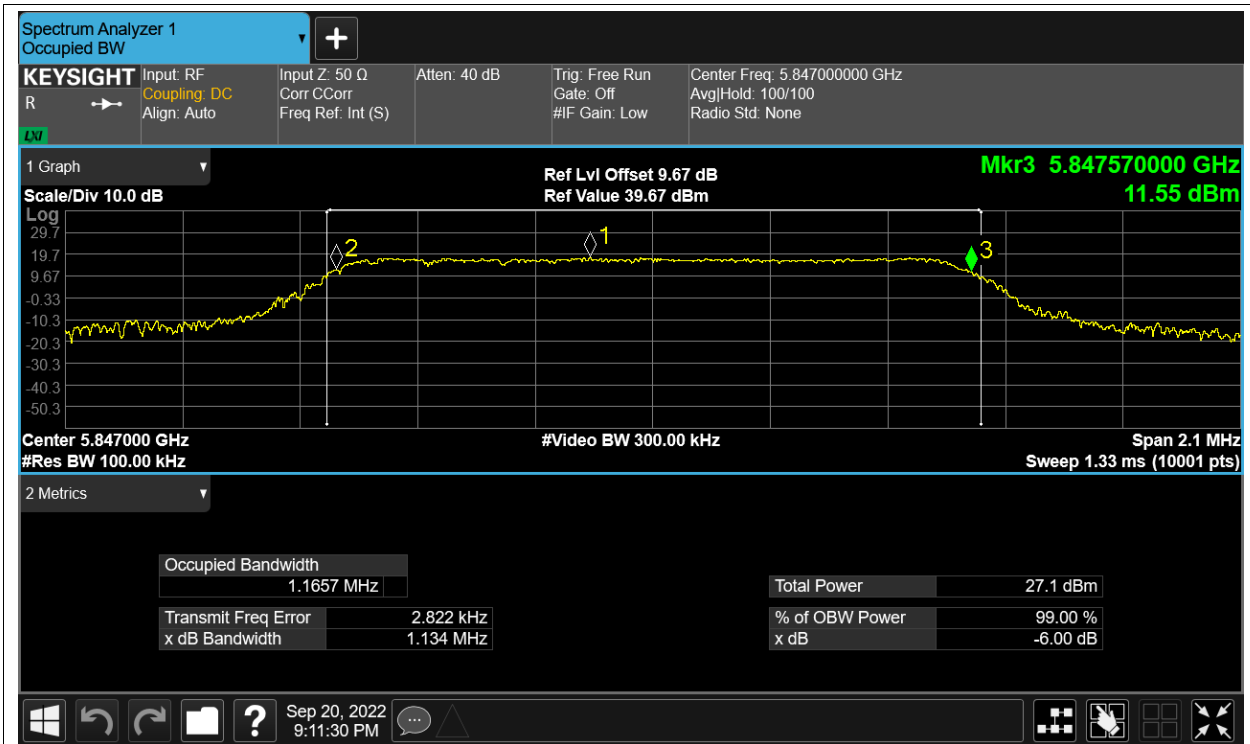 Spectrum Analyzer 1
Occupied BW
KEYSIGHT
R
LXI
Input: RF
Coupling: DC
Align: Auto
Input Z: 50 Ω
Corr CCorr
Freq Ref: Int (S)
Atten: 40 dB
Trig: Free Run
Gate: Off
#IF Gain: Low
Center Freq: 5.847000000 GHz
Avg|Hold: 100/100
Radio Std: None
1 Graph
Scale/Div 10.0 dB
Ref Lvl Offset 9.67 dB
Ref Value 39.67 dBm
Mkr3 5.847570000 GHz
11.55 dBm
Log
29.7
19.7
9.67
-0.33
-10.3
-20.3
-30.3
-40.3
-50.3
2
1
3
Center 5.847000 GHz
#Res BW 100.00 kHz
#Video BW 300.00 kHz
Span 2.1 MHz
Sweep 1.33 ms (10001 pts)
2 Metrics
Occupied Bandwidth
1.1657 MHz
Transmit Freq Error 2.822 kHz
x dB Bandwidth 1.134 MHz
Total Power 27.1 dBm
% of OBW Power 99.00 %
x dB -6.00 dB
?
Sep 20, 2022
9:11:30 PM